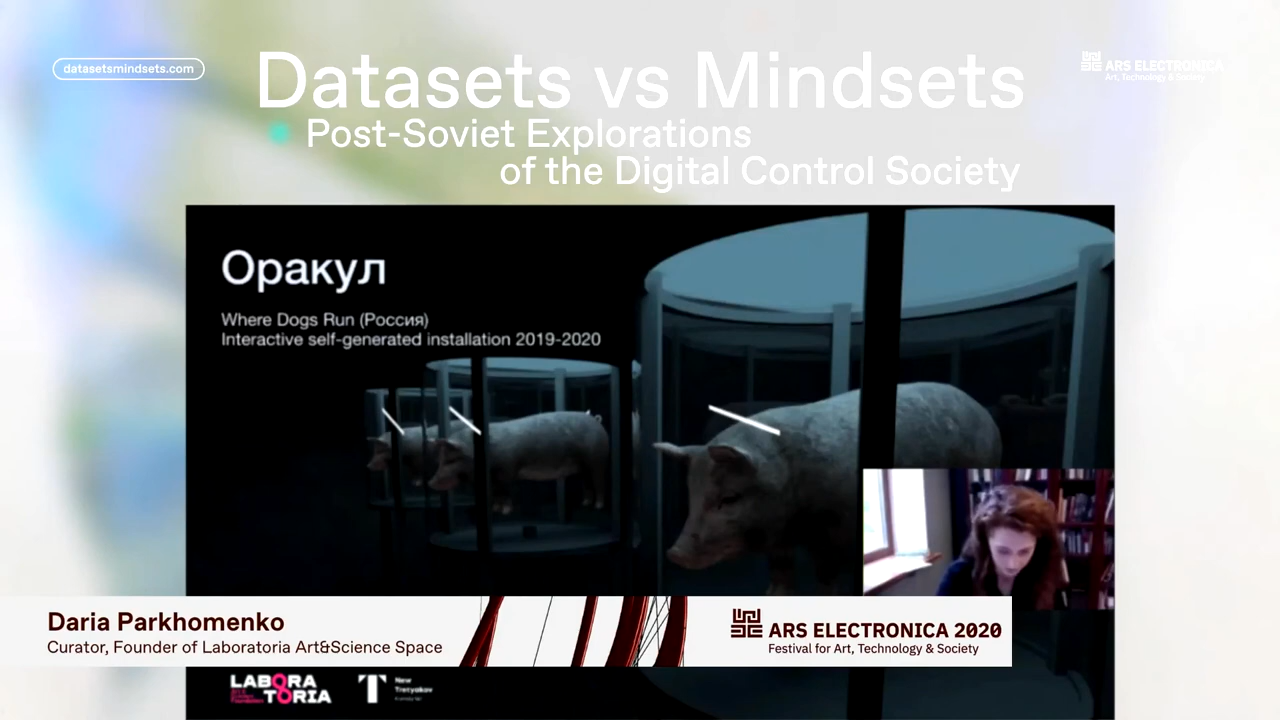 datasetsmindsets.com
Datasets vs Mindsets
ARS ELECTRONICA
Art, Technology & Society
Post-Soviet Explorations
of the Digital Control Society
Оракул
Where Dogs Run (Россия)
Interactive self-generated installation 2019-2020
Daria Parkhomenko
Curator, Founder of Laboratoria Art&Science Space
ARS ELECTRONICA 2020
Festival for Art, Technology & Society
LABORA
TORIA
New
Tretyakov